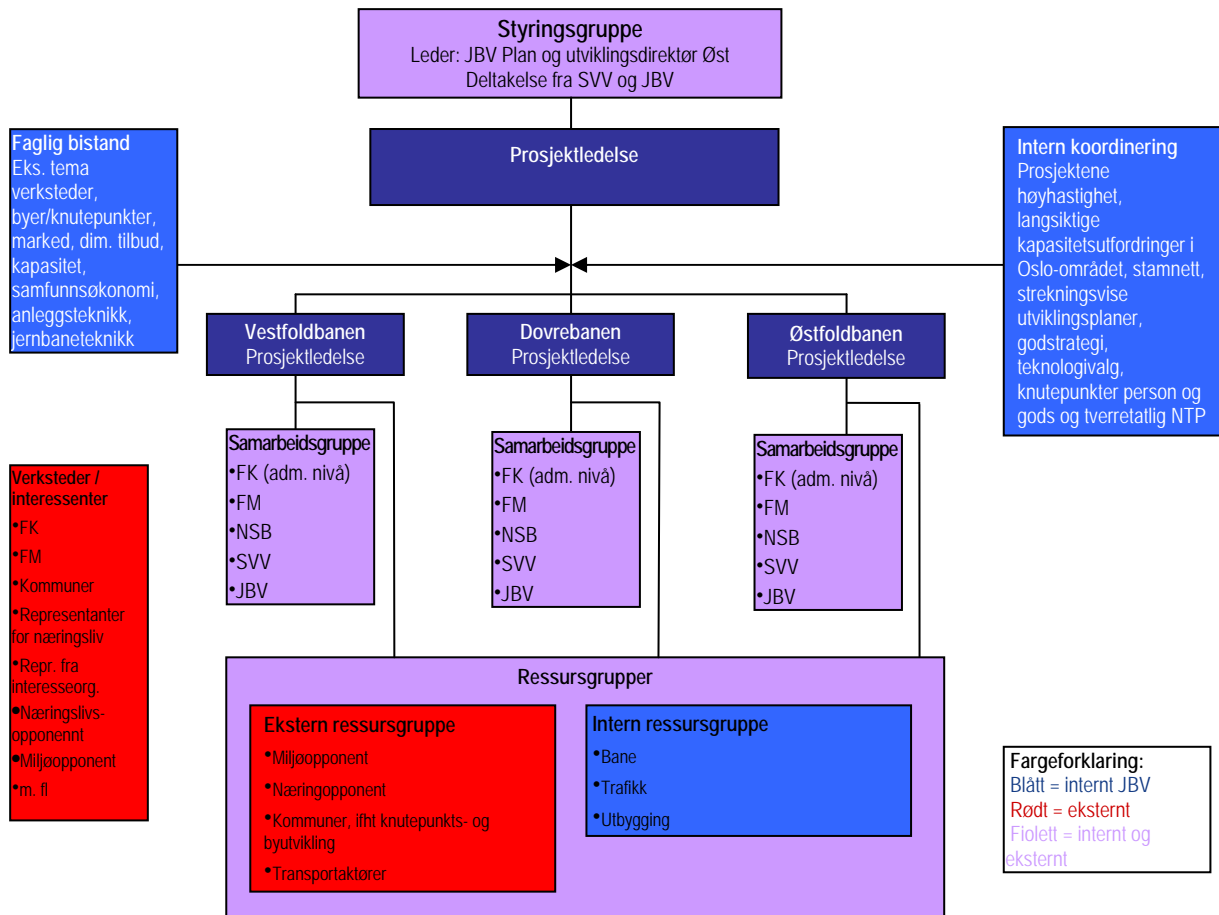 Styringsgruppe
Leder: JBV Plan og utviklingsdirektør Øst
Deltakelse fra SVV og JBV
Prosjektledelse
Faglig bistand
Eks. tema
verksteder,
byer/knutepunkter,
marked, dim. tilbud,
kapasitet,
samfunnsøkonomi,
anleggsteknikk,
jernbaneteknikk
Intern koordinering
Prosjektene
høyhastighet,
langsiktige
kapasitetsutfordringer i
Oslo-området, stamnett,
strekningsvise
utviklingsplaner,
godstrategi,
teknologivalg,
knutepunkter person og
gods og tverretatlig NTP
Vestfoldbanen
Prosjektledelse
Dovrebanen
Prosjektledelse
Østfoldbanen
Prosjektledelse
Samarbeidsgruppe
•FK (adm. nivå)
•FM
•NSB
•SVV
•JBV
Samarbeidsgruppe
•FK (adm. nivå)
•FM
•NSB
•SVV
•JBV
Samarbeidsgruppe
•FK (adm. nivå)
•FM
•NSB
•SVV
•JBV
Verksteder /
interessenter
•FK
•FM
•Kommuner
•Representanter
for næringsliv
•Repr. fra
interesseorg.
•Næringslivs-
opponennt
•Miljøopponent
•m. fl
Ressursgrupper
Ekstern ressursgruppe
•Miljøopponent
•Næringopponent
•Kommuner, ifht knutepunkts- og
byutvikling
•Transportaktører
Intern ressursgruppe
•Bane
•Trafikk
•Utbygging
Fargeforklaring:
Blått = internt JBV
Rødt = eksternt
Fiolett = internt og
eksternt